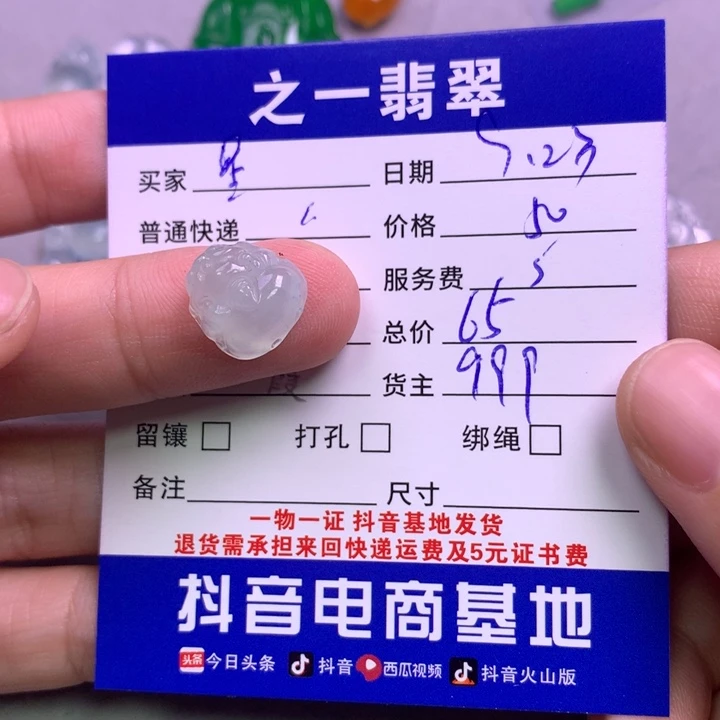 之一翡翠
买家 星 日期 5.23
普通快递 价格 50
服务费 5
总价 65
霞 货主 999
留镶 打孔 绑绳
备注 尺寸
一物一证 抖音基地发货
退货需承担来回快递运费及5元证书费
抖音电商基地
头条 今日头条 抖音 西瓜视频 抖音火山版